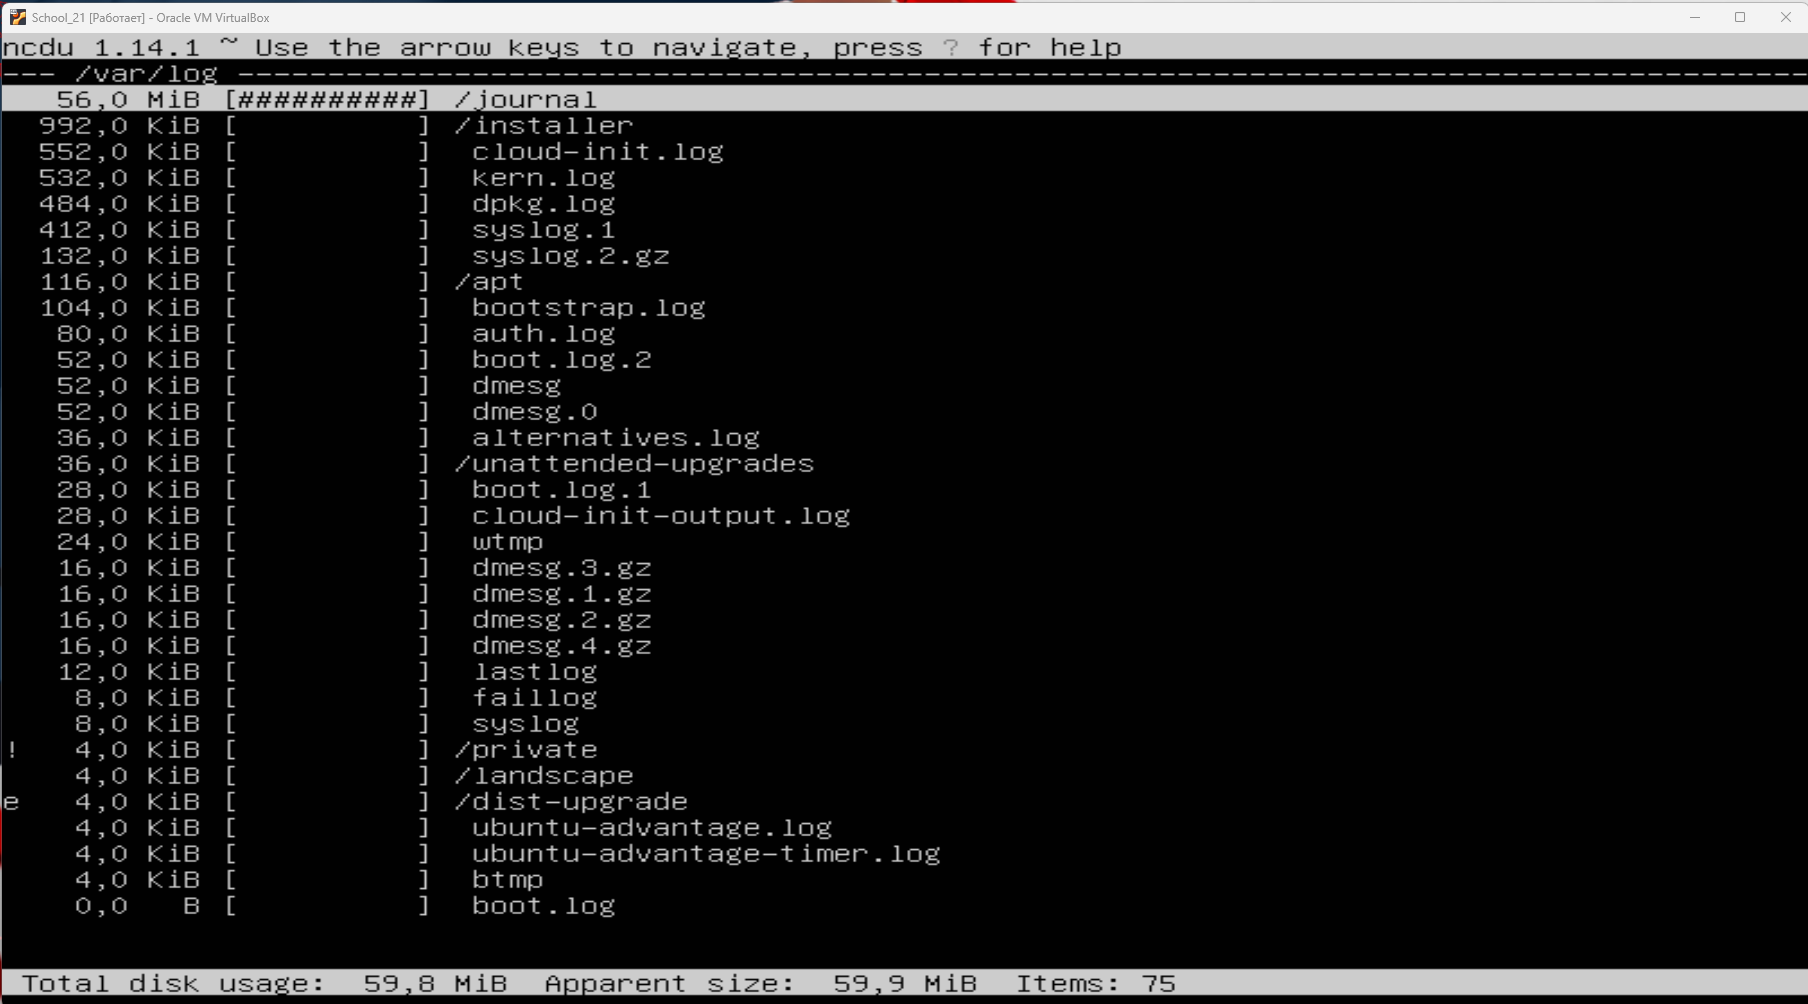 School_21 [Работает] - Oracle VM VirtualBox
ncdu 1.14.1 ~ Use the arrow keys to navigate, press ? for help
--- /var/log ---------------------------------------------------------------------------------------
56,0 MiB [##########] /journal
992,0 KiB [          ] /installer
552,0 KiB [          ]  cloud-init.log
532,0 KiB [          ]  kern.log
484,0 KiB [          ]  dpkg.log
412,0 KiB [          ]  syslog.1
132,0 KiB [          ]  syslog.2.gz
116,0 KiB [          ] /apt
104,0 KiB [          ]  bootstrap.log
80,0 KiB [          ]  auth.log
52,0 KiB [          ]  boot.log.2
52,0 KiB [          ]  dmesg
52,0 KiB [          ]  dmesg.0
36,0 KiB [          ]  alternatives.log
36,0 KiB [          ] /unattended-upgrades
28,0 KiB [          ]  boot.log.1
28,0 KiB [          ]  cloud-init-output.log
24,0 KiB [          ]  wtmp
16,0 KiB [          ]  dmesg.3.gz
16,0 KiB [          ]  dmesg.1.gz
16,0 KiB [          ]  dmesg.2.gz
16,0 KiB [          ]  dmesg.4.gz
12,0 KiB [          ]  lastlog
8,0 KiB [          ]  faillog
8,0 KiB [          ]  syslog
! 4,0 KiB [          ] /private
4,0 KiB [          ] /landscape
e 4,0 KiB [          ] /dist-upgrade
4,0 KiB [          ]  ubuntu-advantage.log
4,0 KiB [          ]  ubuntu-advantage-timer.log
4,0 KiB [          ]  btmp
0,0   B [          ]  boot.log
Total disk usage:  59,8 MiB  Apparent size:  59,9 MiB  Items: 75